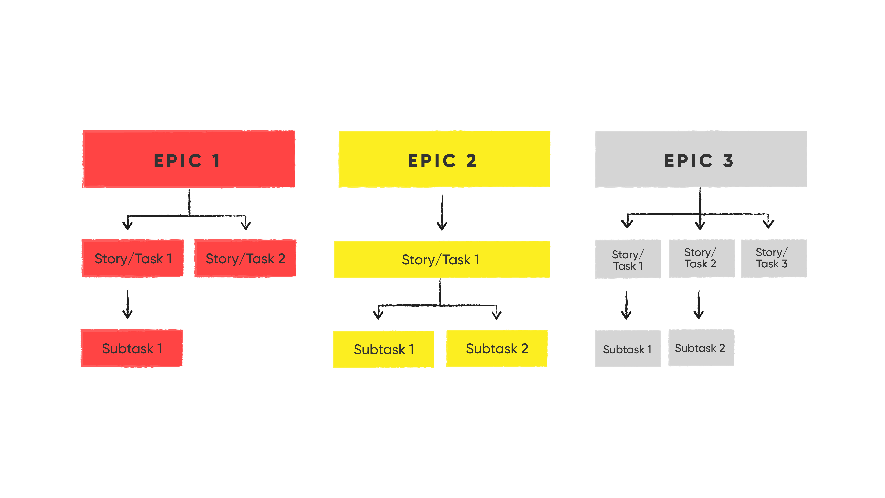 EPIC 1
EPIC 2
EPIC 3
Story/Task 1
Story/Task 2
Story/Task 1
Story/
Task 1
Story/
Task 2
Story/
Task 3
Subtask 1
Subtask 1
Subtask 2
Subtask 1
Subtask 2